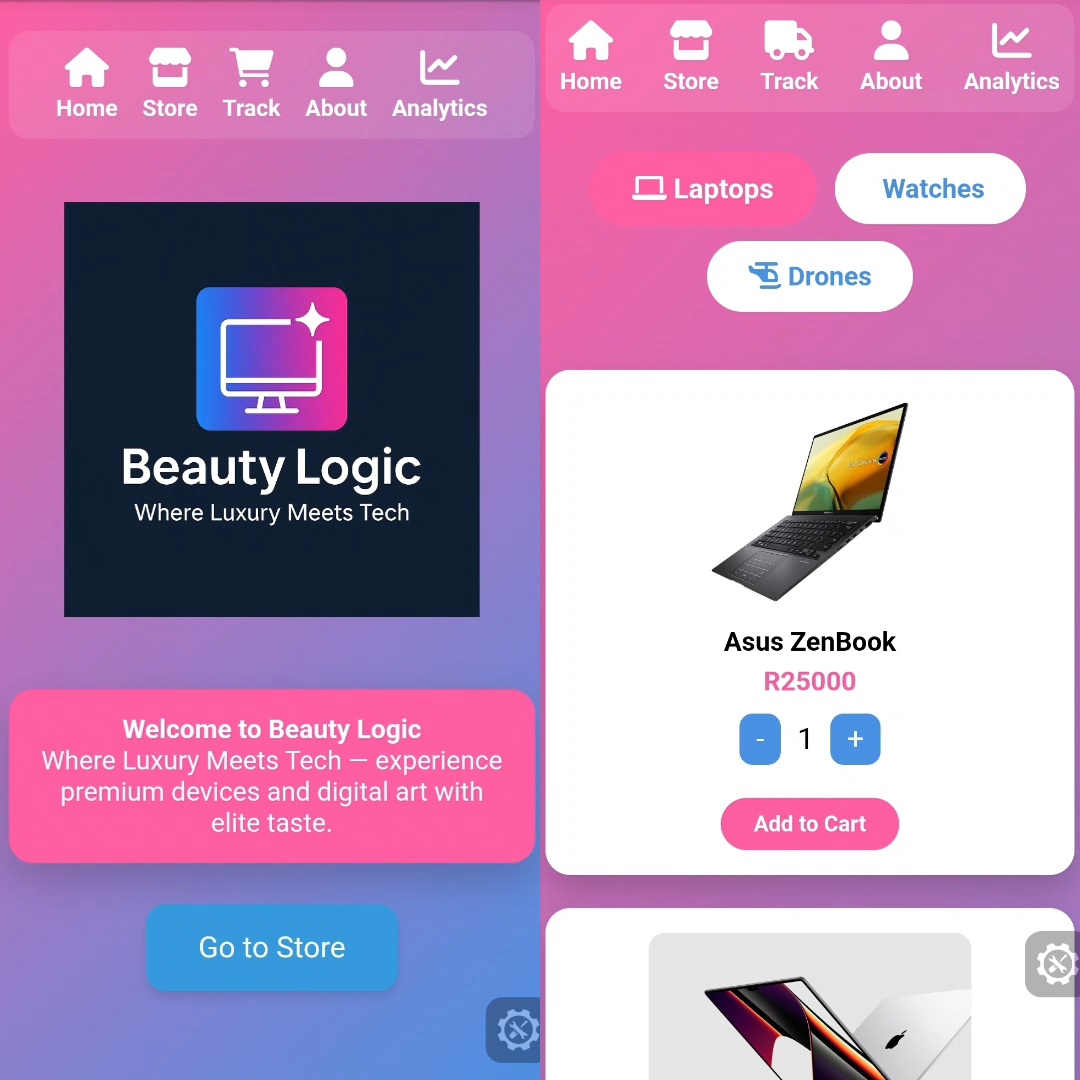 Home Store Track About Analytics
Beauty Logic
Where Luxury Meets Tech
Welcome to Beauty Logic
Where Luxury Meets Tech — experience
premium devices and digital art with
elite taste.
Go to Store
Home Store Track About Analytics
Laptops Watches
Drones
Asus ZenBook
R25000
- 1 +
Add to Cart